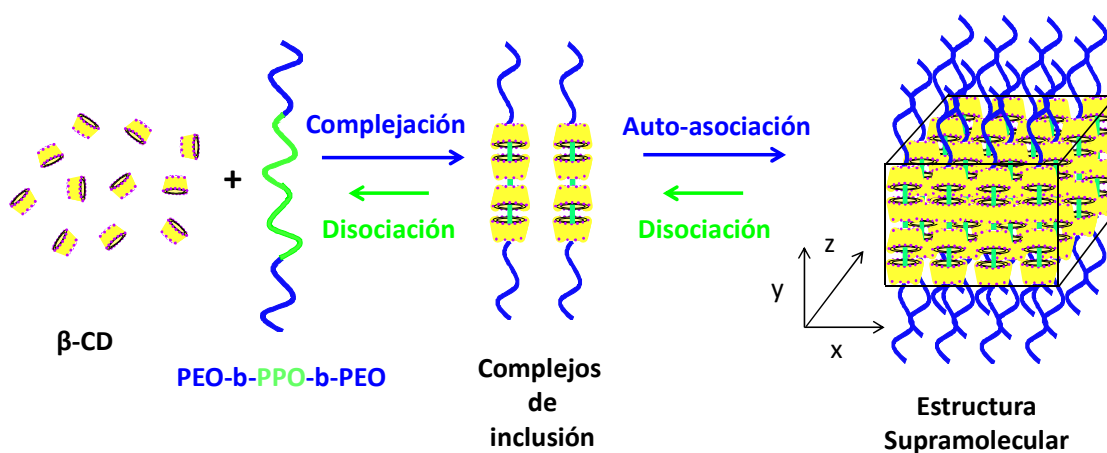 β-CD
+
PEO-b-PPO-b-PEO
Complejación
Disociación
Complejos
de
inclusión
Auto-asociación
Disociación
z
y
x
Estructura
Supramolecular